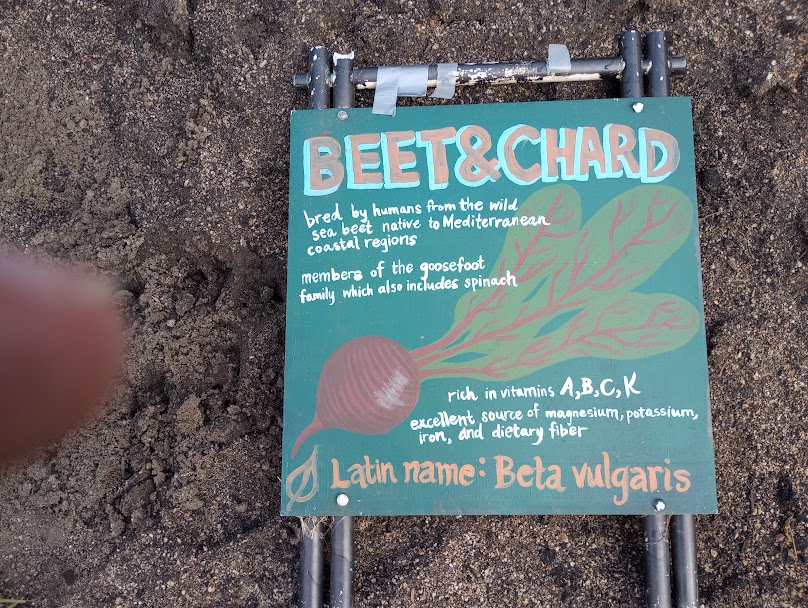 BEET&CHARD
bred by humans from the wild
sea beet native to Mediterranean
coastal regions
members of the goosefoot
family which also includes spinach
rich in vitamins A,B,C,K
excellent source of magnesium, potassium,
iron, and dietary fiber
Latin name: Beta vulgaris